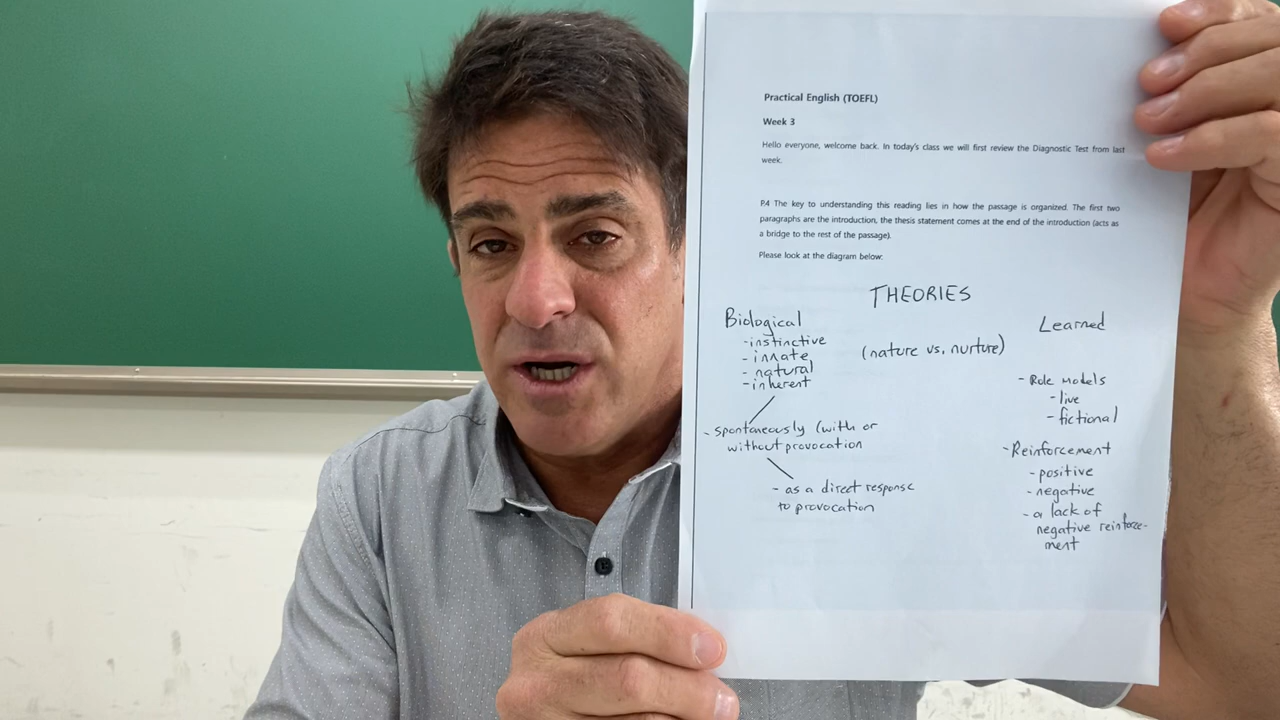 Practical English (TOEFL)
Week 3
Hello everyone, welcome back. In today's class we will first review the Diagnostic Test from last
week.
P.4 The key to understanding this reading lies in how the passage is organized. The first two
paragraphs are the introduction, the thesis statement comes at the end of the introduction (acts as
a bridge to the rest of the passage).
Please look at the diagram below:
THEORIES
Biological
-instinctive
- innate
- natural
- inherent
- spontaneously (with or
without provocation
- as a direct response
to provocation
(nature vs. nurture)
Learned
- Role models
- live
- fictional
- Reinforcement
- positive
- negative
- a lack of
negative reinforce-
ment